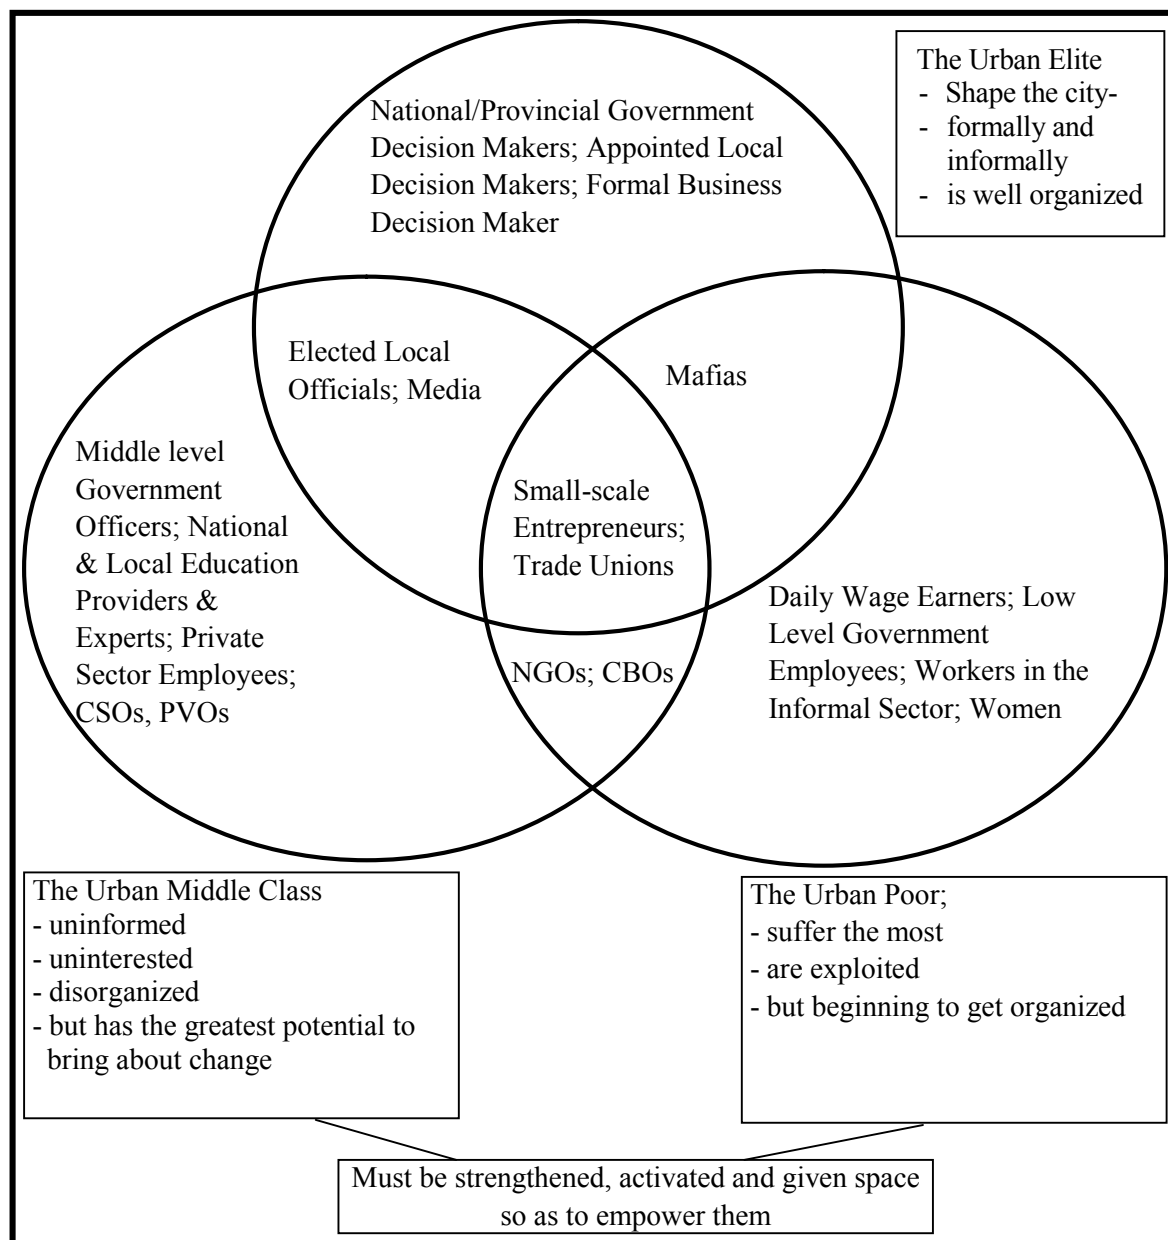 The Urban Elite
- Shape the city-
- formally and
informally
- is well organized
National/Provincial Government
Decision Makers; Appointed Local
Decision Makers; Formal Business
Decision Maker
Elected Local
Officials; Media
Mafias
Middle level
Government
Officers; National
& Local Education
Providers &
Experts; Private
Sector Employees;
CSOs, PVOs
Small-scale
Entrepreneurs;
Trade Unions
Daily Wage Earners; Low
Level Government
Employees; Workers in the
Informal Sector; Women
NGOs; CBOs
The Urban Middle Class
- uninformed
- uninterested
- disorganized
- but has the greatest potential to
bring about change
The Urban Poor;
- suffer the most
- are exploited
- but beginning to get organized
Must be strengthened, activated and given space
so as to empower them